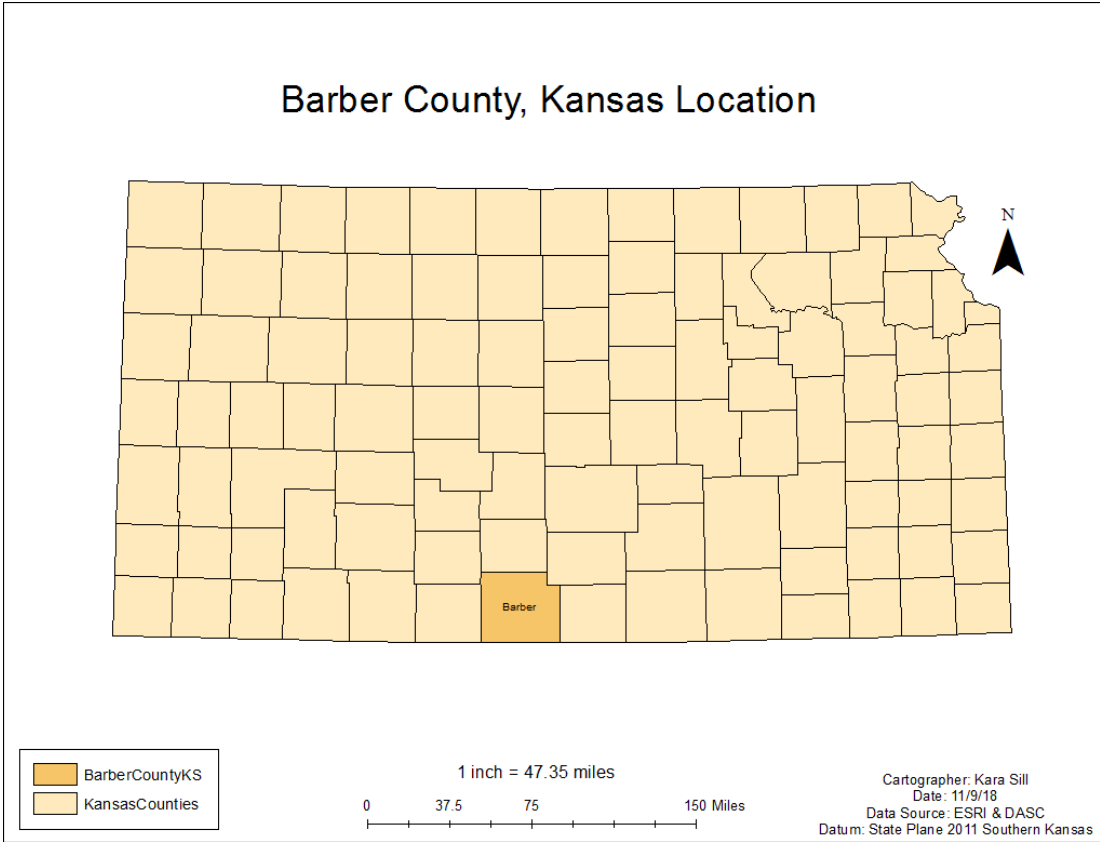 Barber County, Kansas Location
N
Barber
BarberCountyKS
KansasCounties
1 inch = 47.35 miles
0 37.5 75 150 Miles
Cartographer: Kara Sill
Date: 11/9/18
Data Source: ESRI & DASC
Datum: State Plane 2011 Southern Kansas